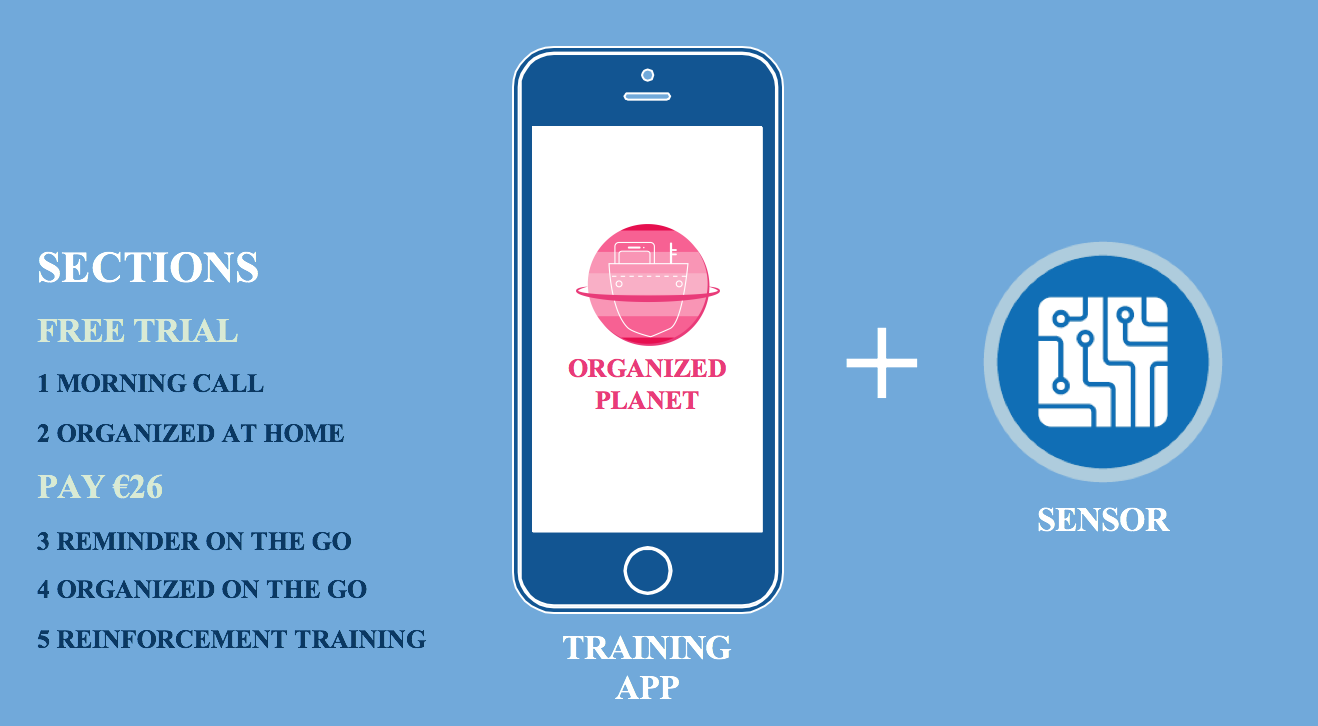 SECTIONS
FREE TRIAL
1 MORNING CALL
2 ORGANIZED AT HOME
PAY €26
3 REMINDER ON THE GO
4 ORGANIZED ON THE GO
5 REINFORCEMENT TRAINING
ORGANIZED
PLANET
TRAINING
APP
SENSOR